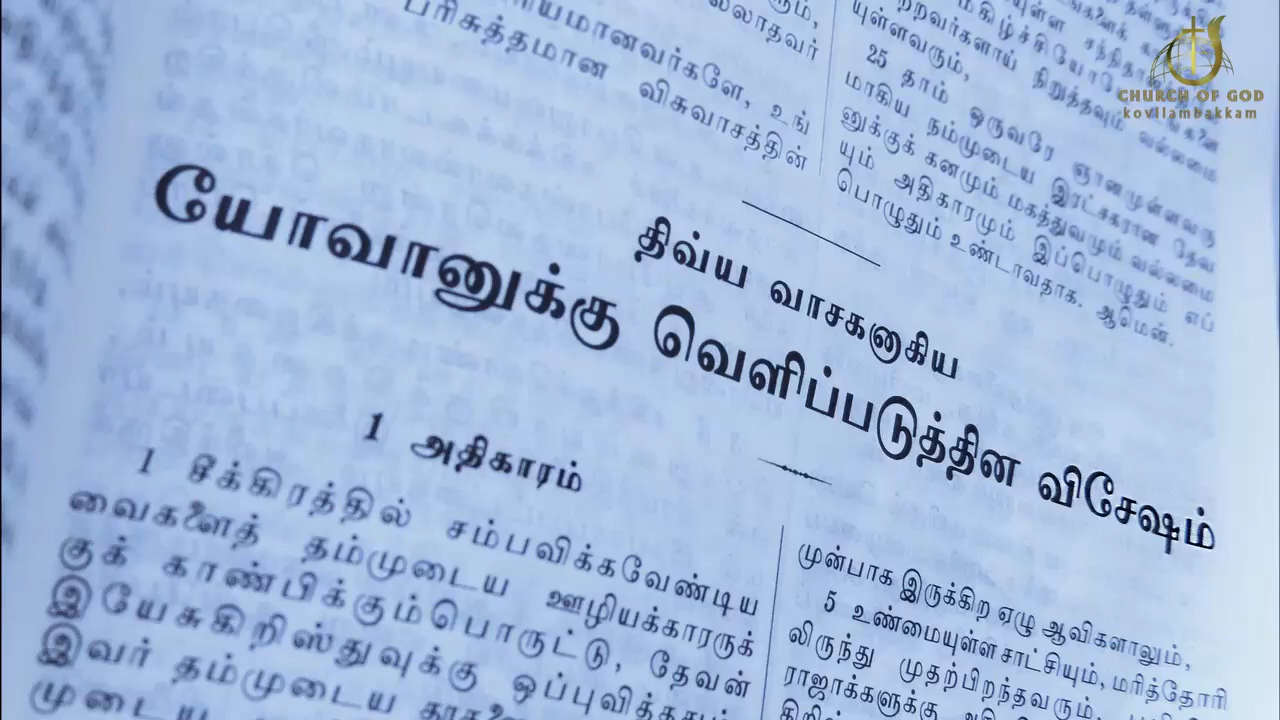 பரிசுத்தமான விசுவாசத்தின்
25 தாம் ஒருவரே ஞானமுள்ளவரு
மாகிய நம்முடைய இரட்சகரான தேவ
னுக்குக் கனமும் மகத்துவமும் வல்லமை
யும் அதிகாரமும் இப்பொழுதும் எப்
பொழுதும் உண்டாவதாக. ஆமென்.
திவ்ய வாசகனாகிய
யோவானுக்கு வெளிப்படுத்தின விசேஷம்
1 அதிகாரம்
1 சீக்கிரத்தில் சம்பவிக்கவேண்டிய
வைகளைத் தம்முடைய ஊழியக்காரருக்
குக் காண்பிக்கும்பொருட்டு, தேவன்
இயேசுகிறிஸ்துவுக்கு ஒப்புவித்ததும்
இவர் தம்முடைய தூதனை
முன்பாக இருக்கிற ஏழு ஆவிகளாலும்,
5 உண்மையுள்ள சாட்சியும், மரித்தோரி
லிருந்து முதற்பிறந்தவரும்,
ராஜாக்களுக்கு
CHURCH OF GOD
kovilambakkam